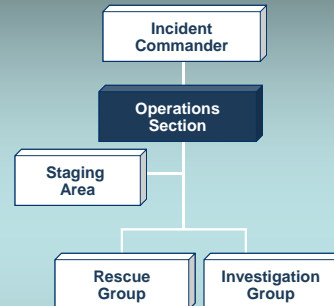 Incident
Commander
Operations
Section
Staging
Area
Rescue
Group
Investigation
Group